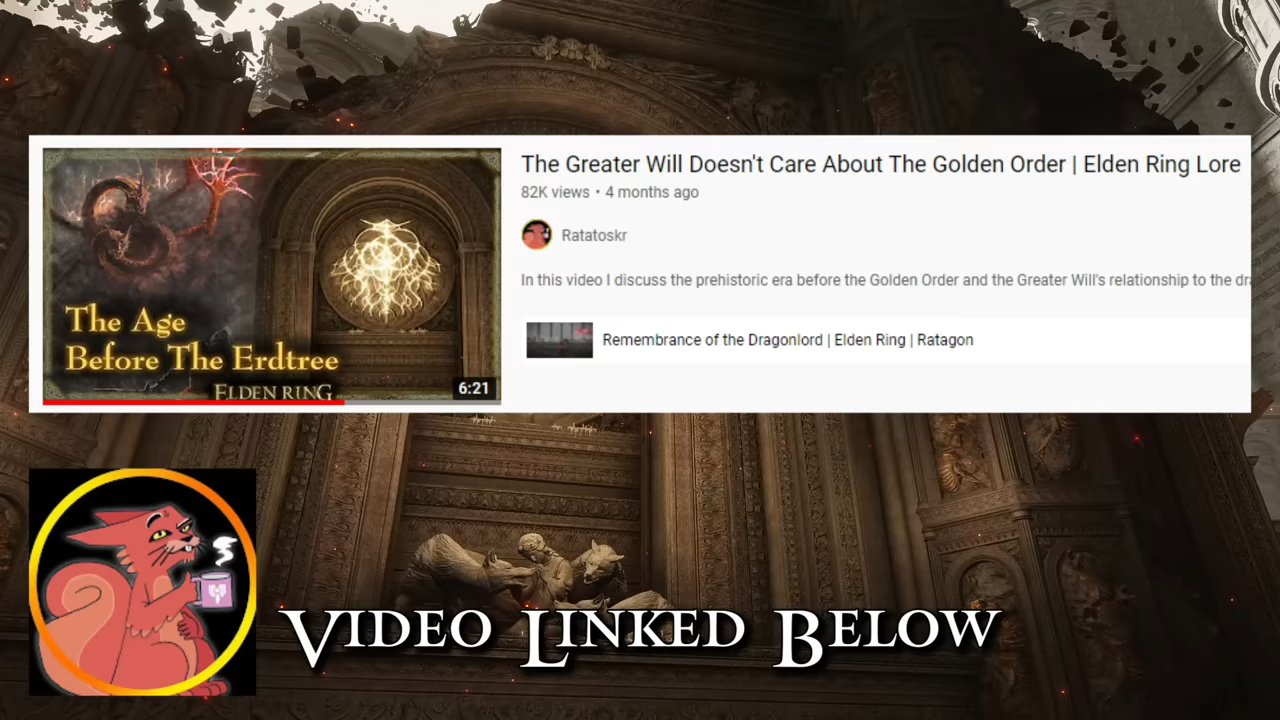 The Greater Will Doesn't Care About The Golden Order | Elden Ring Lore
82K views • 4 months ago
Ratatoskr
In this video I discuss the prehistoric era before the Golden Order and the Greater Will's relationship to the
Remembrance of the Dragonlord | Elden Ring | Ratagon
The Age
Before The Erdtree
ELDEN RING
6:21
VIDEO LINKED BELOW